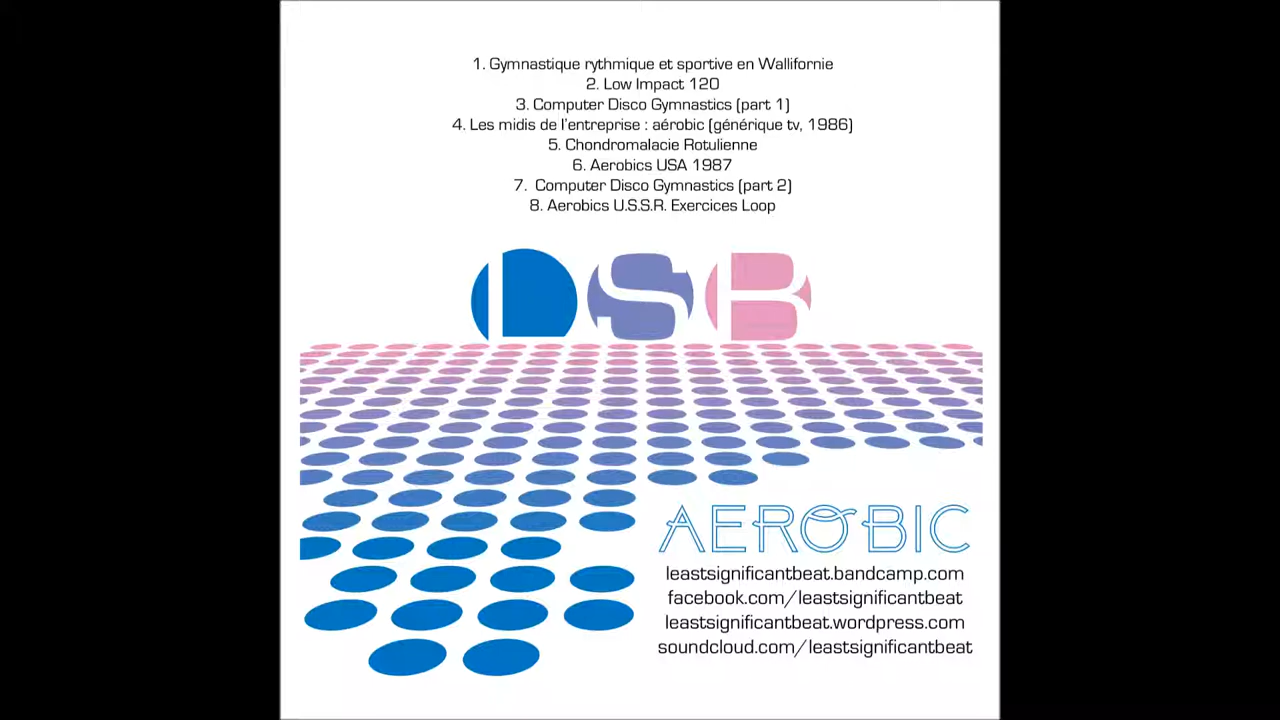 1. Gymnastique rythmique et sportive en Wallifornie
2. Low Impact 120
3. Computer Disco Gymnastics (part 1)
4. Les midis de l'entreprise : aérobic (générique tv, 1986)
5. Chondromalacie Rotulienne
6. Aerobics USA 1987
7. Computer Disco Gymnastics (part 2)
8. Aerobics U.S.S.R. Exercices Loop
LSB
AEROBIC
leastsignificantbeat.bandcamp.com
facebook.com/leastsignificantbeat
leastsignificantbeat.wordpress.com
soundcloud.com/leastsignificantbeat